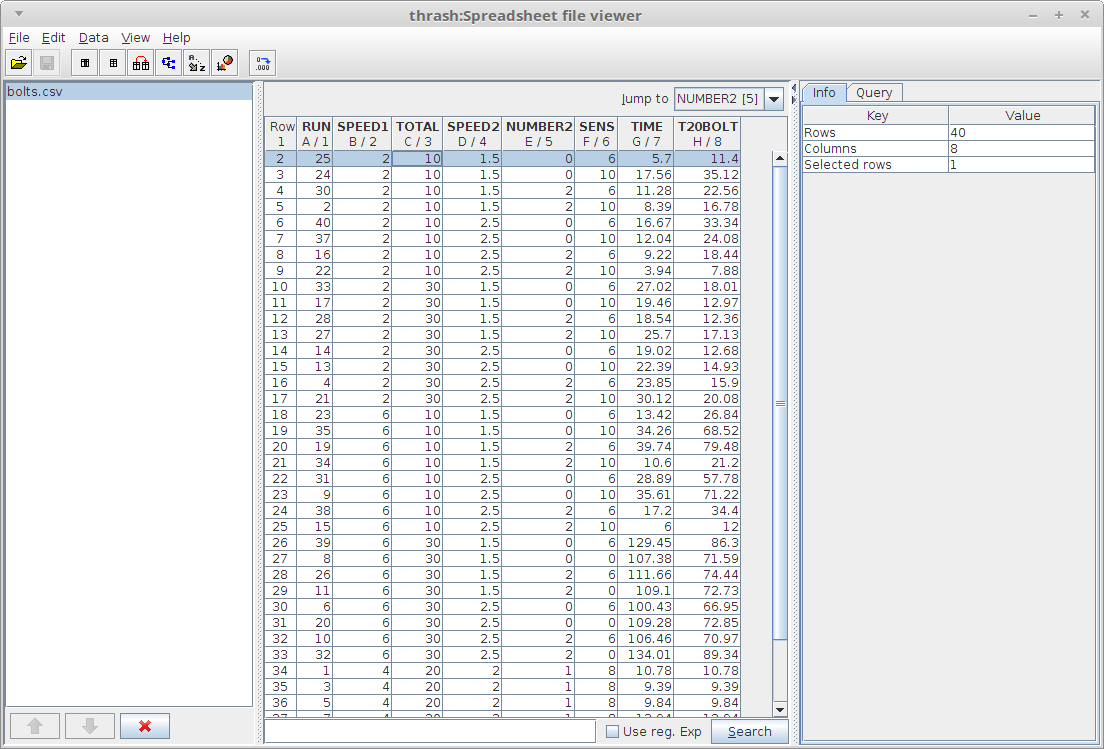 thrash:Spreadsheet file viewer
File Edit Data View Help
bolts.csv
Jump to NUMBER2 [5]
Row RUN SPEED1 TOTAL SPEED2 NUMBER2 SENS TIME T20BOLT
1 A / 1 B / 2 C / 3 D / 4 E / 5 F / 6 G / 7 H / 8
2 25 2 10 1.5 0 6 5.7 11.4
3 24 2 10 1.5 0 10 17.56 35.12
4 30 2 10 1.5 2 6 11.28 22.56
5 2 2 10 1.5 2 10 8.39 16.78
6 40 2 10 2.5 0 6 16.67 33.34
7 37 2 10 2.5 0 10 12.04 24.08
8 16 2 10 2.5 2 6 9.22 18.44
9 22 2 10 2.5 2 10 3.94 7.88
10 33 2 30 1.5 0 6 27.02 18.01
11 17 2 30 1.5 0 10 19.46 12.97
12 28 2 30 1.5 2 6 18.54 12.36
13 27 2 30 1.5 2 10 25.7 17.13
14 14 2 30 2.5 0 6 19.02 12.68
15 13 2 30 2.5 0 10 22.39 14.93
16 4 2 30 2.5 2 6 23.85 15.9
17 21 2 30 2.5 2 10 30.12 20.08
18 23 6 10 1.5 0 6 13.42 26.84
19 35 6 10 1.5 0 10 34.26 68.52
20 19 6 10 1.5 2 6 39.74 79.48
21 34 6 10 1.5 2 10 10.6 21.2
22 31 6 10 2.5 0 6 28.89 57.78
23 9 6 10 2.5 0 10 35.61 71.22
24 38 6 10 2.5 2 6 17.2 34.4
25 15 6 10 2.5 2 10 6 12
26 39 6 30 1.5 0 6 129.45 86.3
27 8 6 30 1.5 0 0 107.38 71.59
28 26 6 30 1.5 2 6 111.66 74.44
29 11 6 30 1.5 2 0 109.1 72.73
30 6 6 30 2.5 0 6 100.43 66.95
31 20 6 30 2.5 0 0 109.28 72.85
32 10 6 30 2.5 2 6 106.46 70.97
33 32 6 30 2.5 2 0 134.01 89.34
34 1 4 20 2 1 8 10.78 10.78
35 3 4 20 2 1 8 9.39 9.39
36 5 4 20 2 1 8 9.84 9.84
Use reg. Exp Search
Info Query
Key Value
Rows 40
Columns 8
Selected rows 1